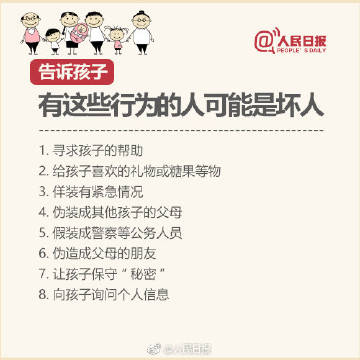 @人民日报
PEOPLE'S DAILY
告诉孩子
有这些行为的人可能是坏人
1. 寻求孩子的帮助
2. 给孩子喜欢的礼物或糖果等物
3. 佯装有紧急情况
4. 伪装成其他孩子的父母
5. 假装成警察等公务人员
6. 伪造成父母的朋友
7. 让孩子保守“秘密”
8. 向孩子询问个人信息
@人民日报